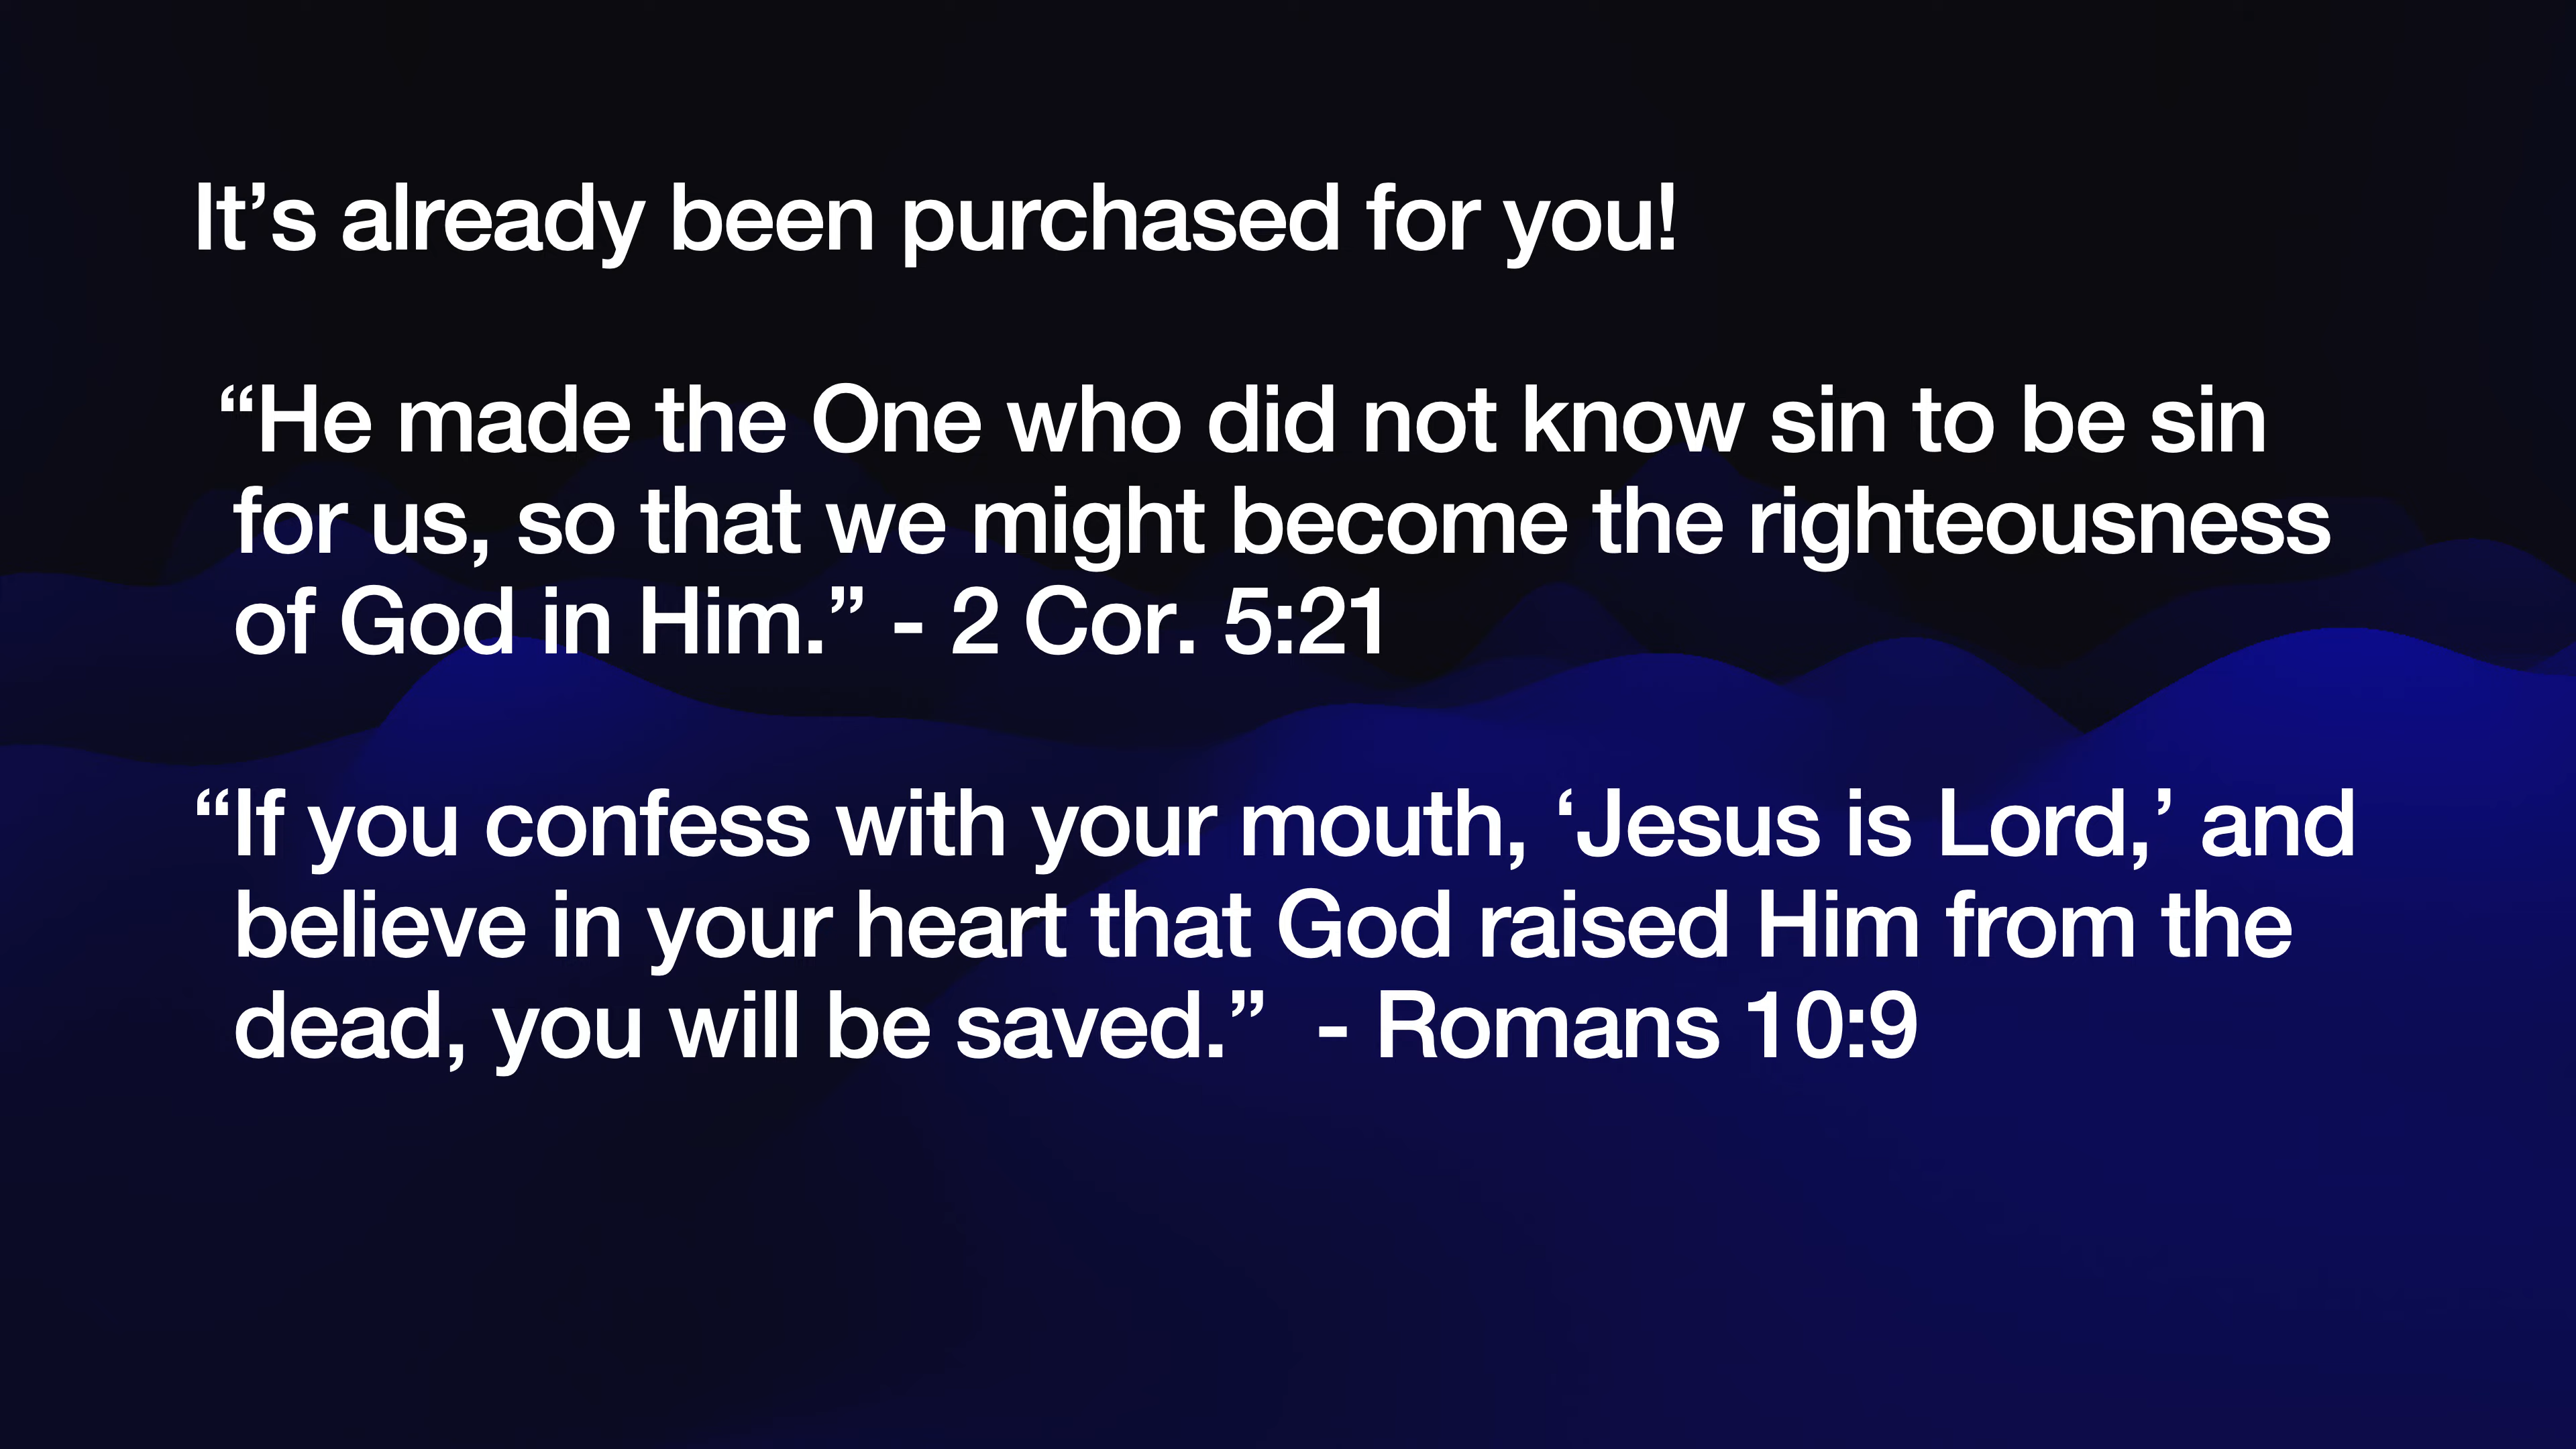 It’s already been purchased for you!
“He made the One who did not know sin to be sin
for us, so that we might become the righteousness
of God in Him.” - 2 Cor. 5:21
“If you confess with your mouth, ‘Jesus is Lord,’ and
believe in your heart that God raised Him from the
dead, you will be saved.”  - Romans 10:9